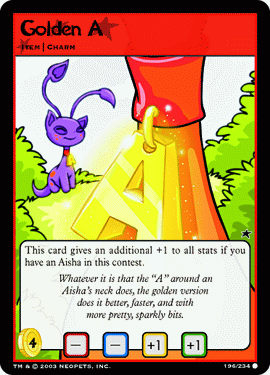 Golden A
Item | Charm
A
This card gives an additional +1 to all stats if you
have an Aisha in this contest.
Whatever it is that the “A” around an
Aisha’s neck does, the golden version
does it better, faster, and with
more pretty, sparkly bits.
4
— — +1 +1
TM & © 2003 NEOPETS, INC. 196/234